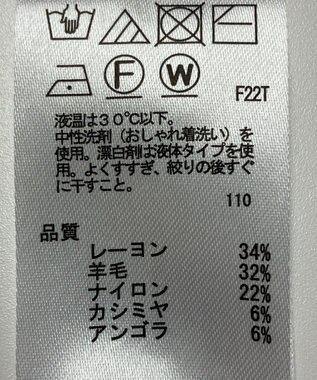 F W
F22T
液温は30℃以下。
中性洗剤（おしゃれ着洗い）を
使用。漂白剤は液体タイプを使
用。よくすすぎ、絞りの後すぐ
に干すこと。
110
品質
レーヨン 34%
羊毛 32%
ナイロン 22%
カシミヤ 6%
アンゴラ 6%